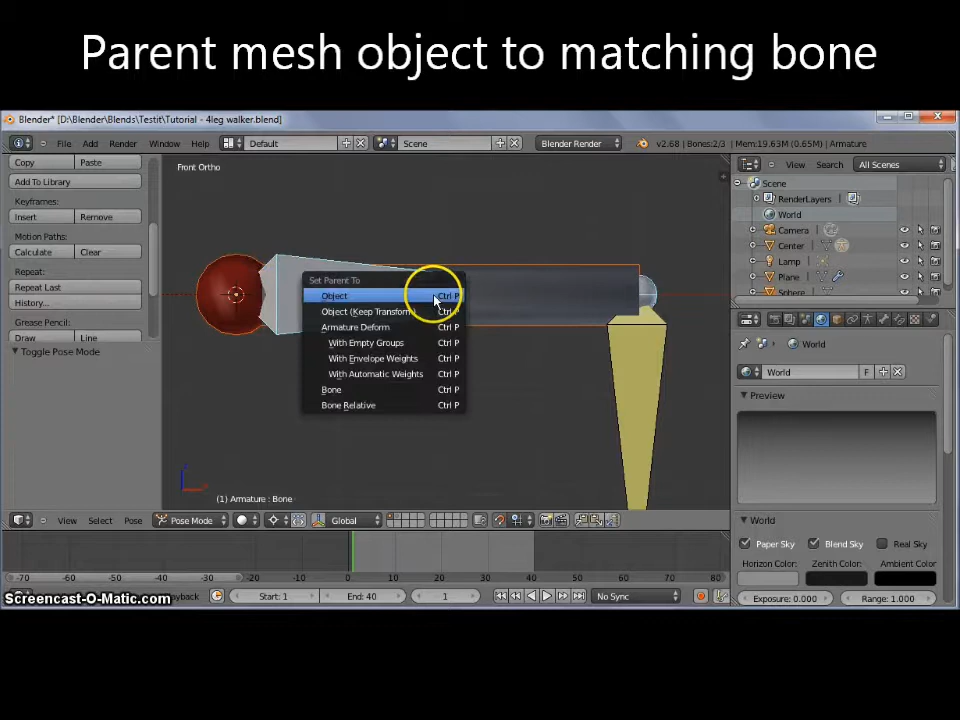 Parent mesh object to matching bone
Blender* [D:\Blender\Blends\Testit\Tutorial - 4leg walker.blend]
File Add Render Window Help Default Scene Blender Render v2.68 | Bones:2/3 | Mem:19.63M (0.65M) | Armature
Copy Paste
Add To Library
Keyframes:
Insert Remove
Motion Paths:
Calculate Clear
Repeat:
Repeat Last
History...
Grease Pencil:
Draw Line
Toggle Pose Mode
Front Ortho
Set Parent To
Object Ctrl P
Object (Keep Transform) Ctrl P
Armature Deform Ctrl P
With Empty Groups Ctrl P
With Envelope Weights Ctrl P
With Automatic Weights Ctrl P
Bone Ctrl P
Bone Relative Ctrl P
(1) Armature : Bone
View Select Pose Pose Mode Global
View Search All Scenes
Scene
RenderLayers
World
Camera
Center
Lamp
Plane
Sphere
World
World F
Preview
World
Paper Sky Blend Sky Real Sky
Horizon Color: Zenith Color: Ambient Color
Exposure: 0.000 Range: 1.000
-70 -60 -50 -40 -30 -20 -10 0 10 20 30 40 50 60 70 80
Screencast-O-Matic.com
Playback Start: 1 End: 40 1 No Sync